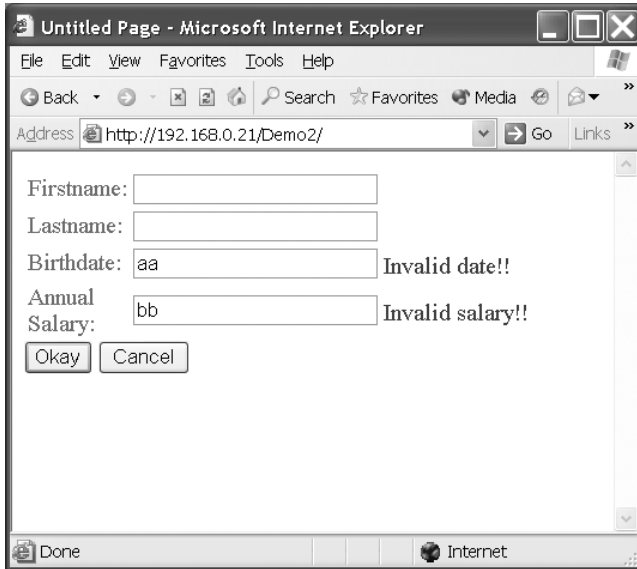 Untitled Page - Microsoft Internet Explorer
File Edit View Favorites Tools Help
Back Search Favorites Media »
Address http://192.168.0.21/Demo2/ Go Links »
Firstname:
Lastname:
Birthdate: aa Invalid date!!
Annual
Salary: bb Invalid salary!!
Okay Cancel
Done Internet